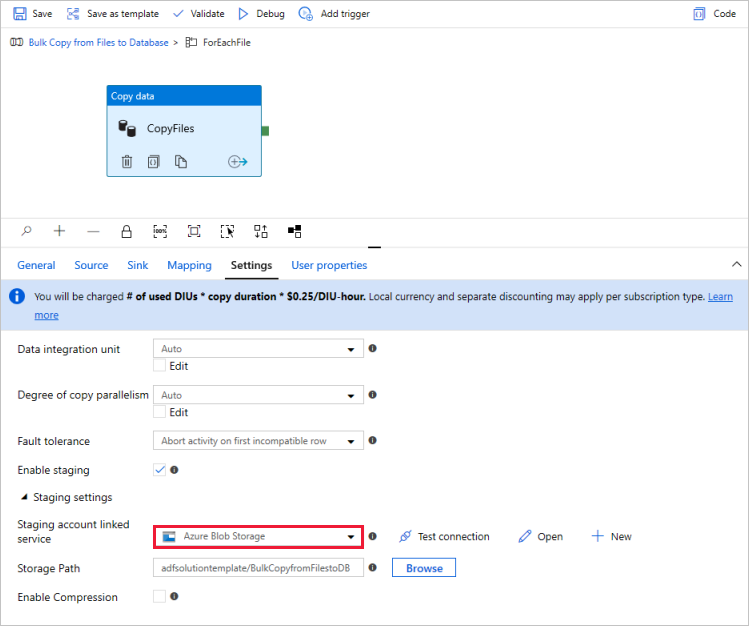 Save Save as template Validate Debug Add trigger Code
Bulk Copy from Files to Database > ForEachFile
Copy data
CopyFiles
100%
General Source Sink Mapping Settings User properties
You will be charged # of used DIUs * copy duration * $0.25/DIU-hour. Local currency and separate discounting may apply per subscription type. Learn
more
Data integration unit Auto
Edit
Degree of copy parallelism Auto
Edit
Fault tolerance Abort activity on first incompatible row
Enable staging
Staging settings
Staging account linked
service Azure Blob Storage Test connection Open New
Storage Path adfsolutiontemplate/BulkCopyfromFilestoDB Browse
Enable Compression